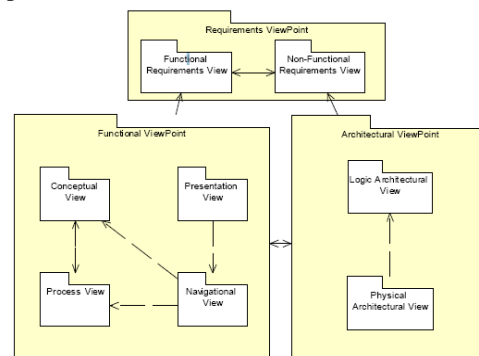 Requirements ViewPoint
Functional
Requirements View
Non-Functional
Requirements View
Functional ViewPoint
Conceptual
View
Presentation
View
Process View
Navigational
View
Architectural ViewPoint
Logic Architectural
View
Physical
Architectural View